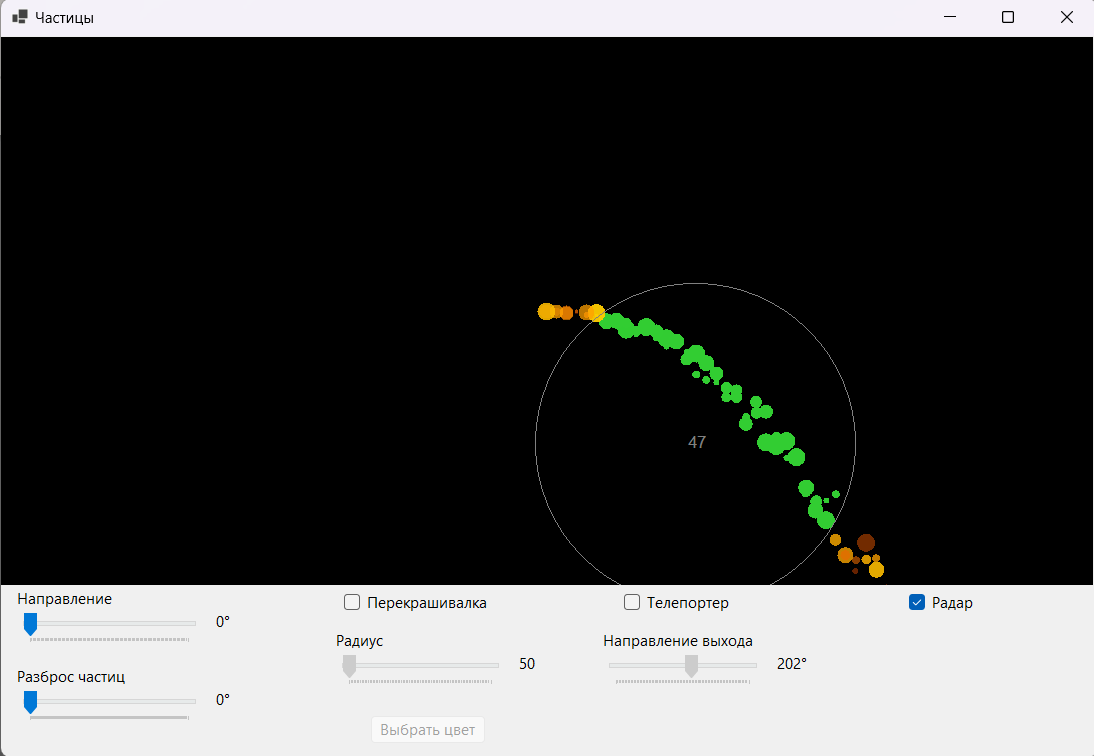 Частицы
47
Направление
0°
Разброс частиц
0°
Перекрашивалка
Радиус
50
Выбрать цвет
Телепортер
Направление выхода
202°
Радар